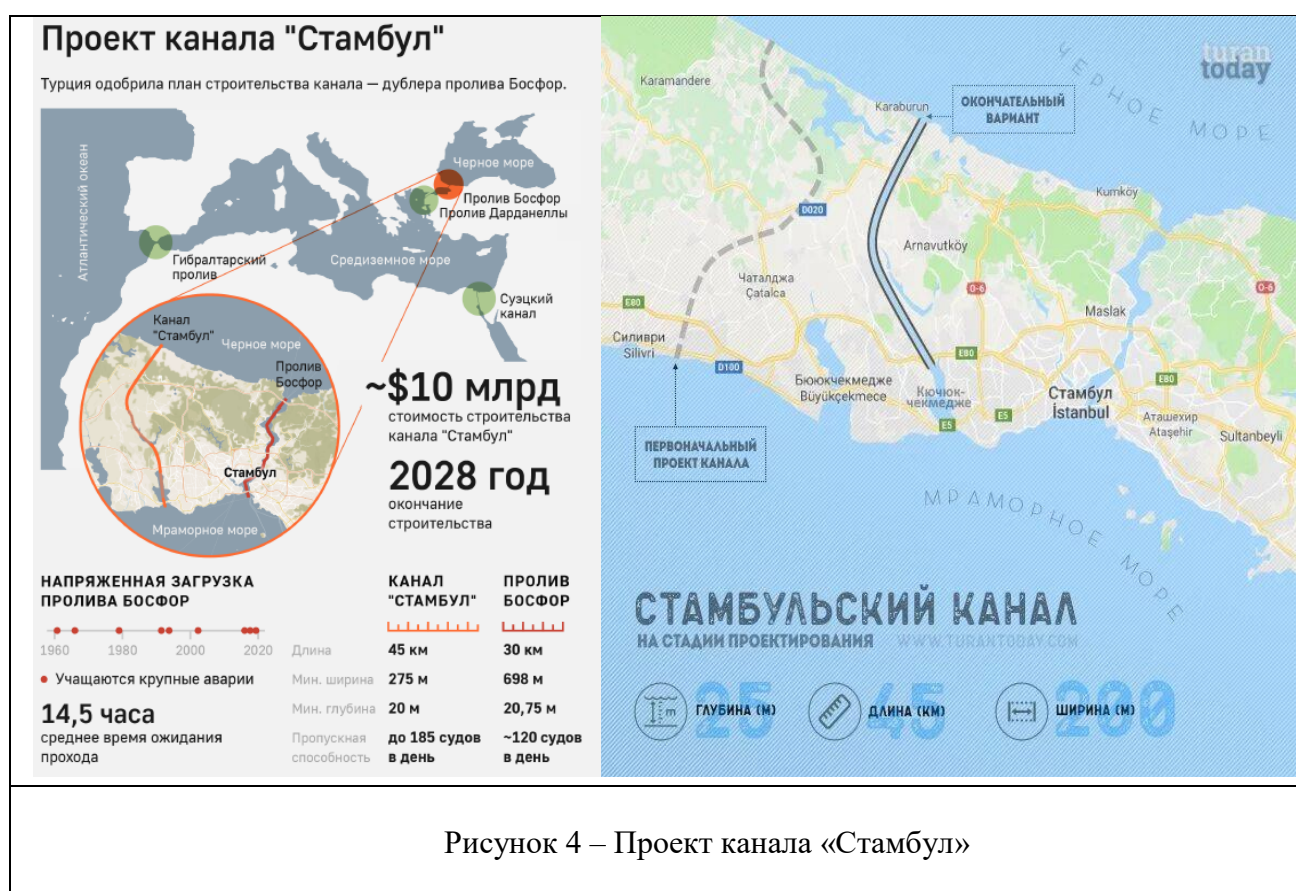 Проект канала "Стамбул"
Турция одобрила план строительства канала — дублера пролива Босфор.
Атлантический океан
Черное море
Пролив Босфор
Пролив Дарданеллы
Гибралтарский
пролив
Средиземное море
Суэцкий
канал
Канал
"Стамбул"
Черное море
Пролив
Босфор
Стамбул
Мраморное море
~$10 млрд
стоимость строительства
канала "Стамбул"
2028 год
окончание
строительства
НАПРЯЖЕННАЯ ЗАГРУЗКА
ПРОЛИВА БОСФОР
1960 1980 2000 2020
• Учащаются крупные аварии
14,5 часа
среднее время ожидания
прохода
КАНАЛ
"СТАМБУЛ"
ПРОЛИВ
БОСФОР
Длина 45 км 30 км
Мин. ширина 275 м 698 м
Мин. глубина 20 м 20,75 м
Пропускная до 185 судов ~120 судов
способность в день в день
turan
today
ЧЕРНОЕ МОРЕ
Karamandere
Karaburun
ОКОНЧАТЕЛЬНЫЙ
ВАРИАНТ
Kumköy
D020
Arnavutköy
Чаталджа
Çatalca
O-6
O-6
E80
Maslak
Силиври
Silivri
D100
E80
Бююкчекмедже
Büyükçekmece
Кючюк-
чекмедже
E80
Стамбул
İstanbul
E5
E5
Аташехир
Ataşehir
Sultanbeyli
ПЕРВОНАЧАЛЬНЫЙ
ПРОЕКТ КАНАЛА
МРАМОРНОЕ МОРЕ
СТАМБУЛЬСКИЙ КАНАЛ
НА СТАДИИ ПРОЕКТИРОВАНИЯ WWW.TURANTODAY.COM
m
25 ГЛУБИНА (М)
45 ДЛИНА (КМ)
200 ШИРИНА (М)
Рисунок 4 – Проект канала «Стамбул»